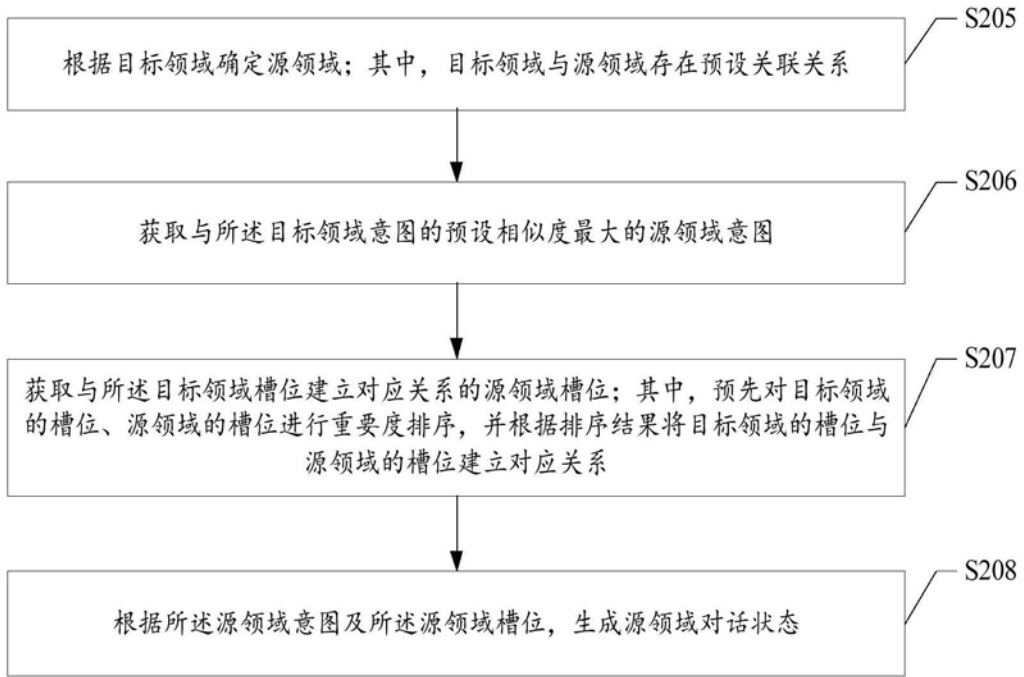 S205
根据目标领域确定源领域；其中，目标领域与源领域存在预设关联关系
S206
获取与所述目标领域意图的预设相似度最大的源领域意图
S207
获取与所述目标领域槽位建立对应关系的源领域槽位；其中，预先对目标领域
的槽位、源领域的槽位进行重要度排序，并根据排序结果将目标领域的槽位与
源领域的槽位建立对应关系
S208
根据所述源领域意图及所述源领域槽位，生成源领域对话状态